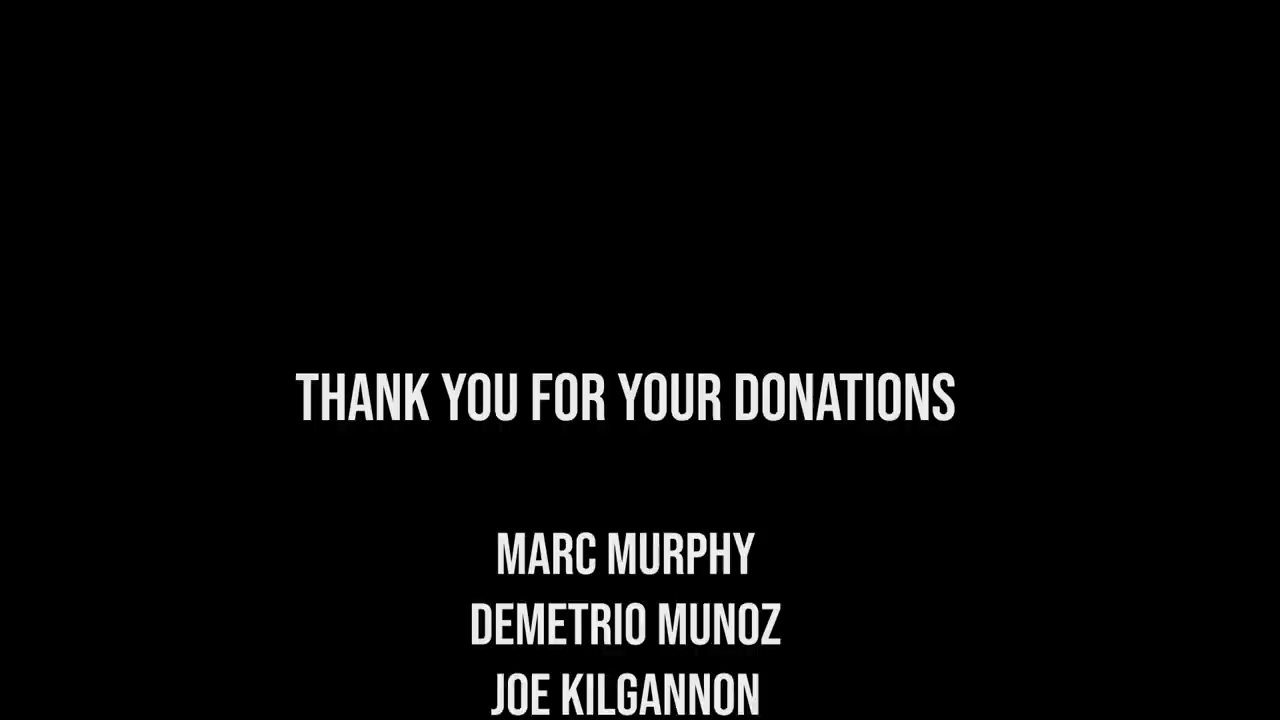 THANK YOU FOR YOUR DONATIONS
MARC MURPHY
DEMETRIO MUNOZ
JOE KILGANNON